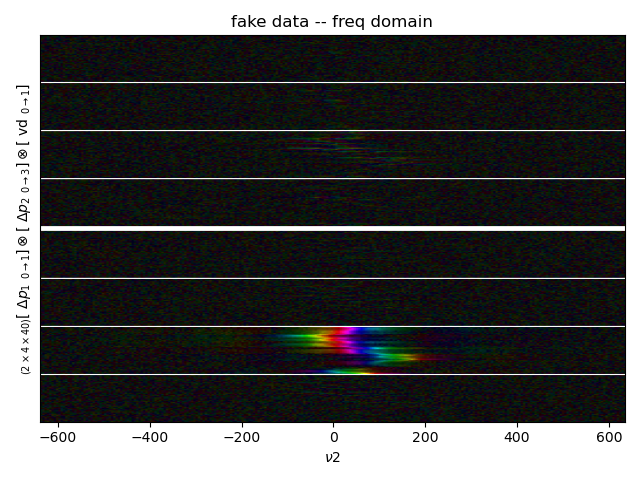 fake data -- freq domain
(2 × 4 × 40)[ Δp₁ ₀→₁] ⊗ [ Δp₂ ₀→₃] ⊗ [ vd ₀→₁]
−600 −400 −200 0 200 400 600
ν2